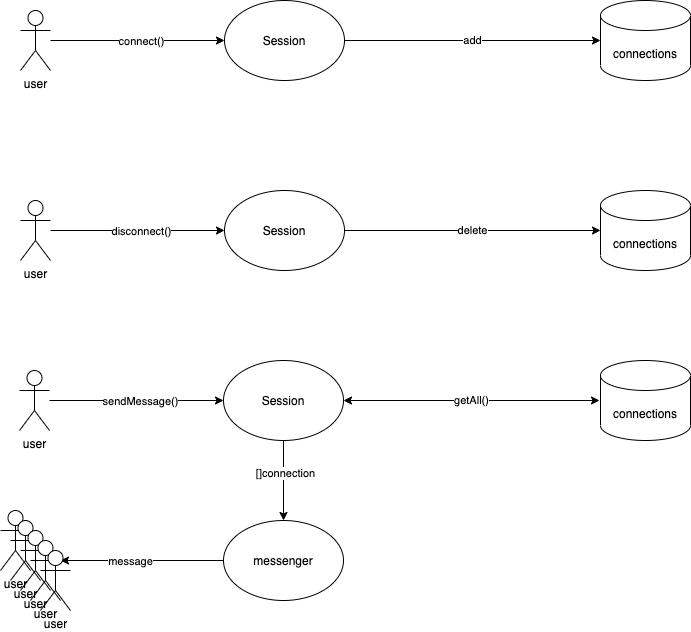 connect()
Session
add
connections
user
disconnect()
Session
delete
connections
user
sendMessage()
Session
getAll()
connections
user
[]connection
message
messenger
user
user
user
user
user